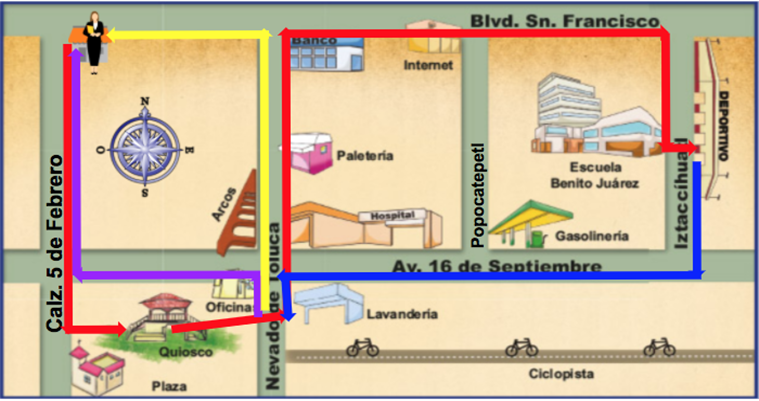 Blvd. Sn. Francisco
Banco
Internet
N
O
E
S
Paletería
Escuela
Benito Juárez
DEPORTIVO
Calz. 5 de Febrero
Arcos
Hospital
Popocatepetl
Gasolinería
Iztaccíhuatl
Nevado de Toluca
Av. 16 de Septiembre
Oficina
Lavandería
Quiosco
Plaza
Ciclopista